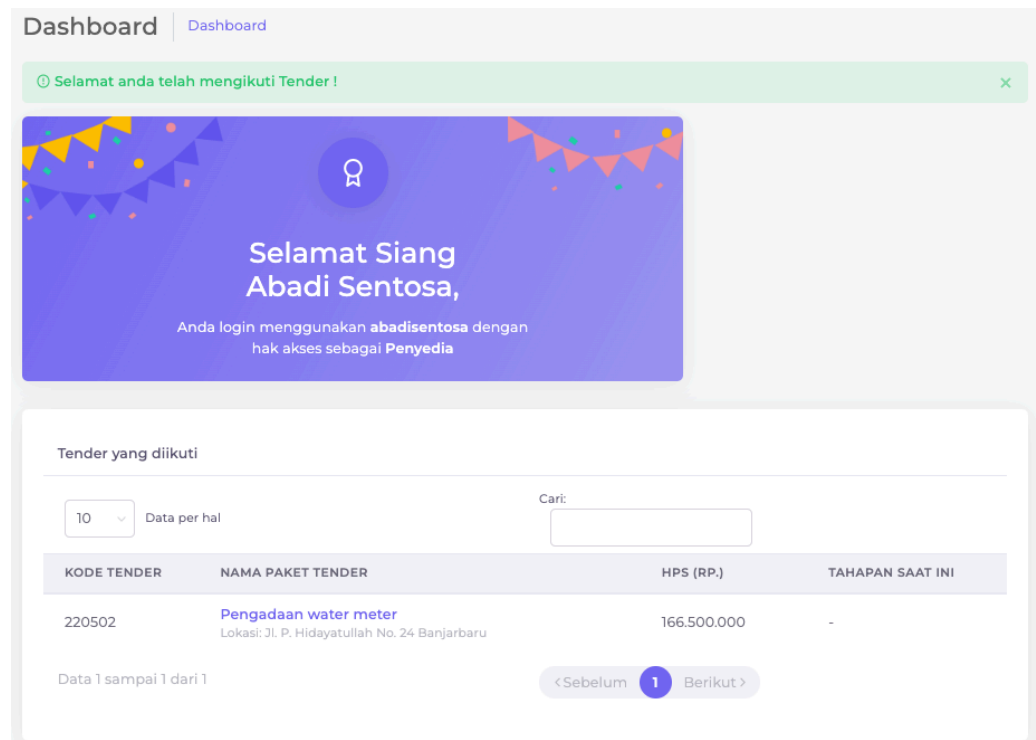 Dashboard
Dashboard
Selamat anda telah mengikuti Tender !
Selamat Siang
Abadi Sentosa,
Anda login menggunakan abadisentosa dengan
hak akses sebagai Penyedia
Tender yang diikuti
10 Data per hal
Cari:
KODE TENDER NAMA PAKET TENDER HPS (RP.) TAHAPAN SAAT INI
220502 Pengadaan water meter 166.500.000 -
Lokasi: Jl. P. Hidayatullah No. 24 Banjarbaru
Data 1 sampai 1 dari 1
<Sebelum 1 Berikut>